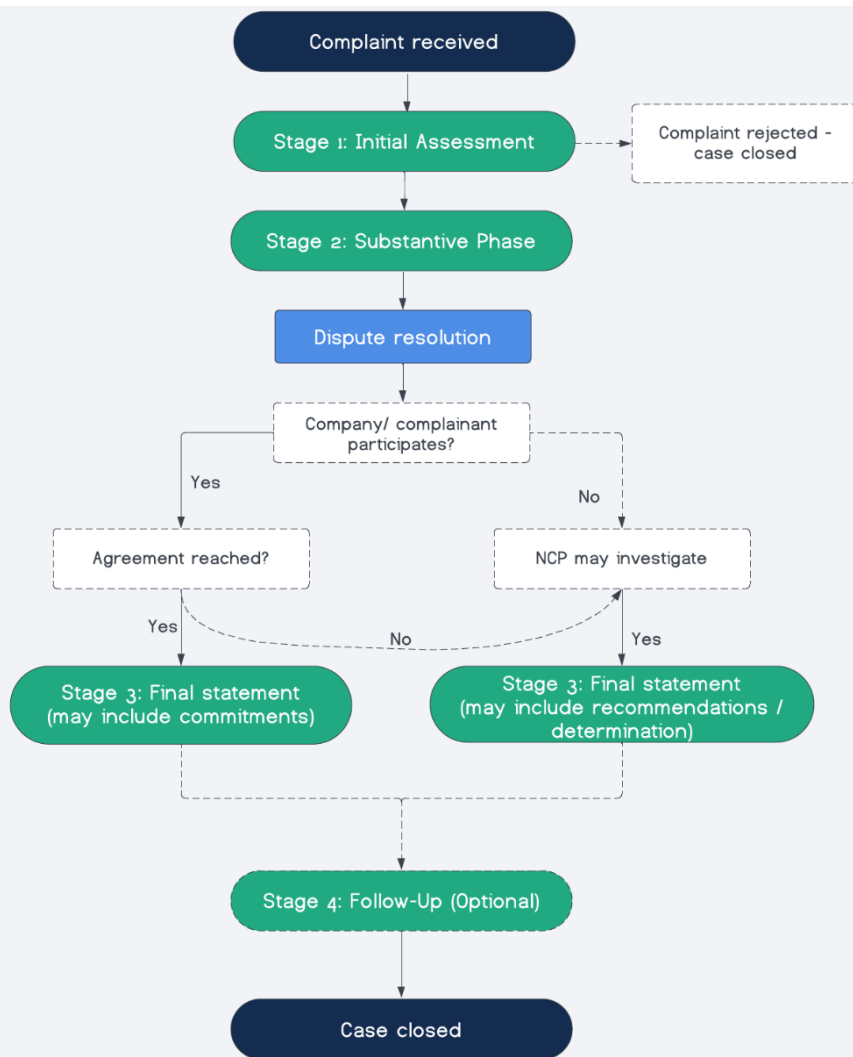 Complaint received
Stage 1: Initial Assessment
Complaint rejected -
case closed
Stage 2: Substantive Phase
Dispute resolution
Company/ complainant
participates?
Yes
No
Agreement reached?
NCP may investigate
Yes
No
Yes
Stage 3: Final statement
(may include commitments)
Stage 3: Final statement
(may include recommendations /
determination)
Stage 4: Follow-Up (Optional)
Case closed